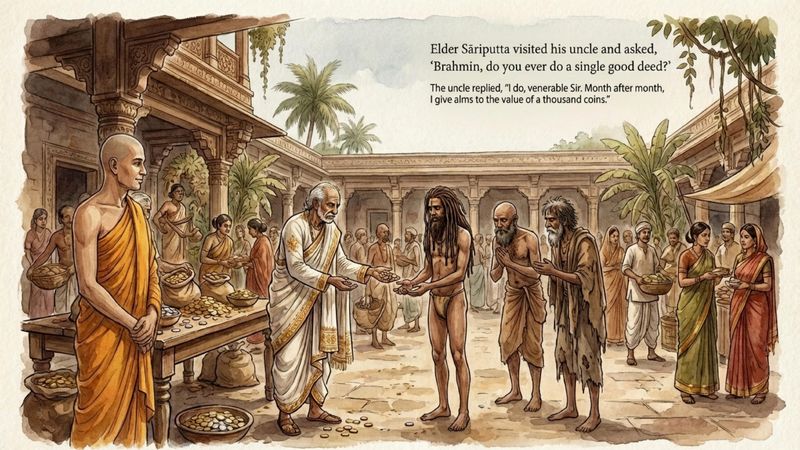 Elder Sāriputta visited his uncle and asked,
‘Brahmin, do you ever do a single good deed?’
The uncle replied, “I do, venerable Sir. Month after month,
I give alms to the value of a thousand coins.”